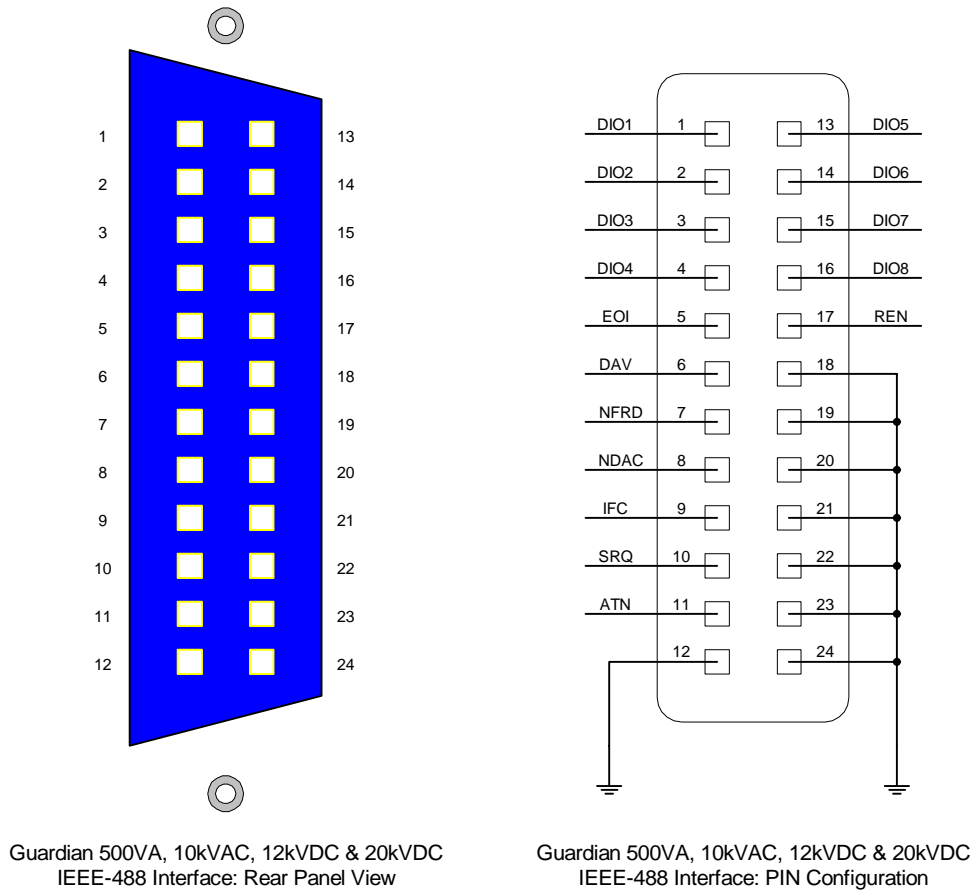 1 13
2 14
3 15
4 16
5 17
6 18
7 19
8 20
9 21
10 22
11 23
12 24
Guardian 500VA, 10kVAC, 12kVDC & 20kVDC
IEEE-488 Interface: Rear Panel View
DIO1 1 13 DIO5
DIO2 2 14 DIO6
DIO3 3 15 DIO7
DIO4 4 16 DIO8
EOI 5 17 REN
DAV 6 18
NFRD 7 19
NDAC 8 20
IFC 9 21
SRQ 10 22
ATN 11 23
12 24
Guardian 500VA, 10kVAC, 12kVDC & 20kVDC
IEEE-488 Interface: PIN Configuration